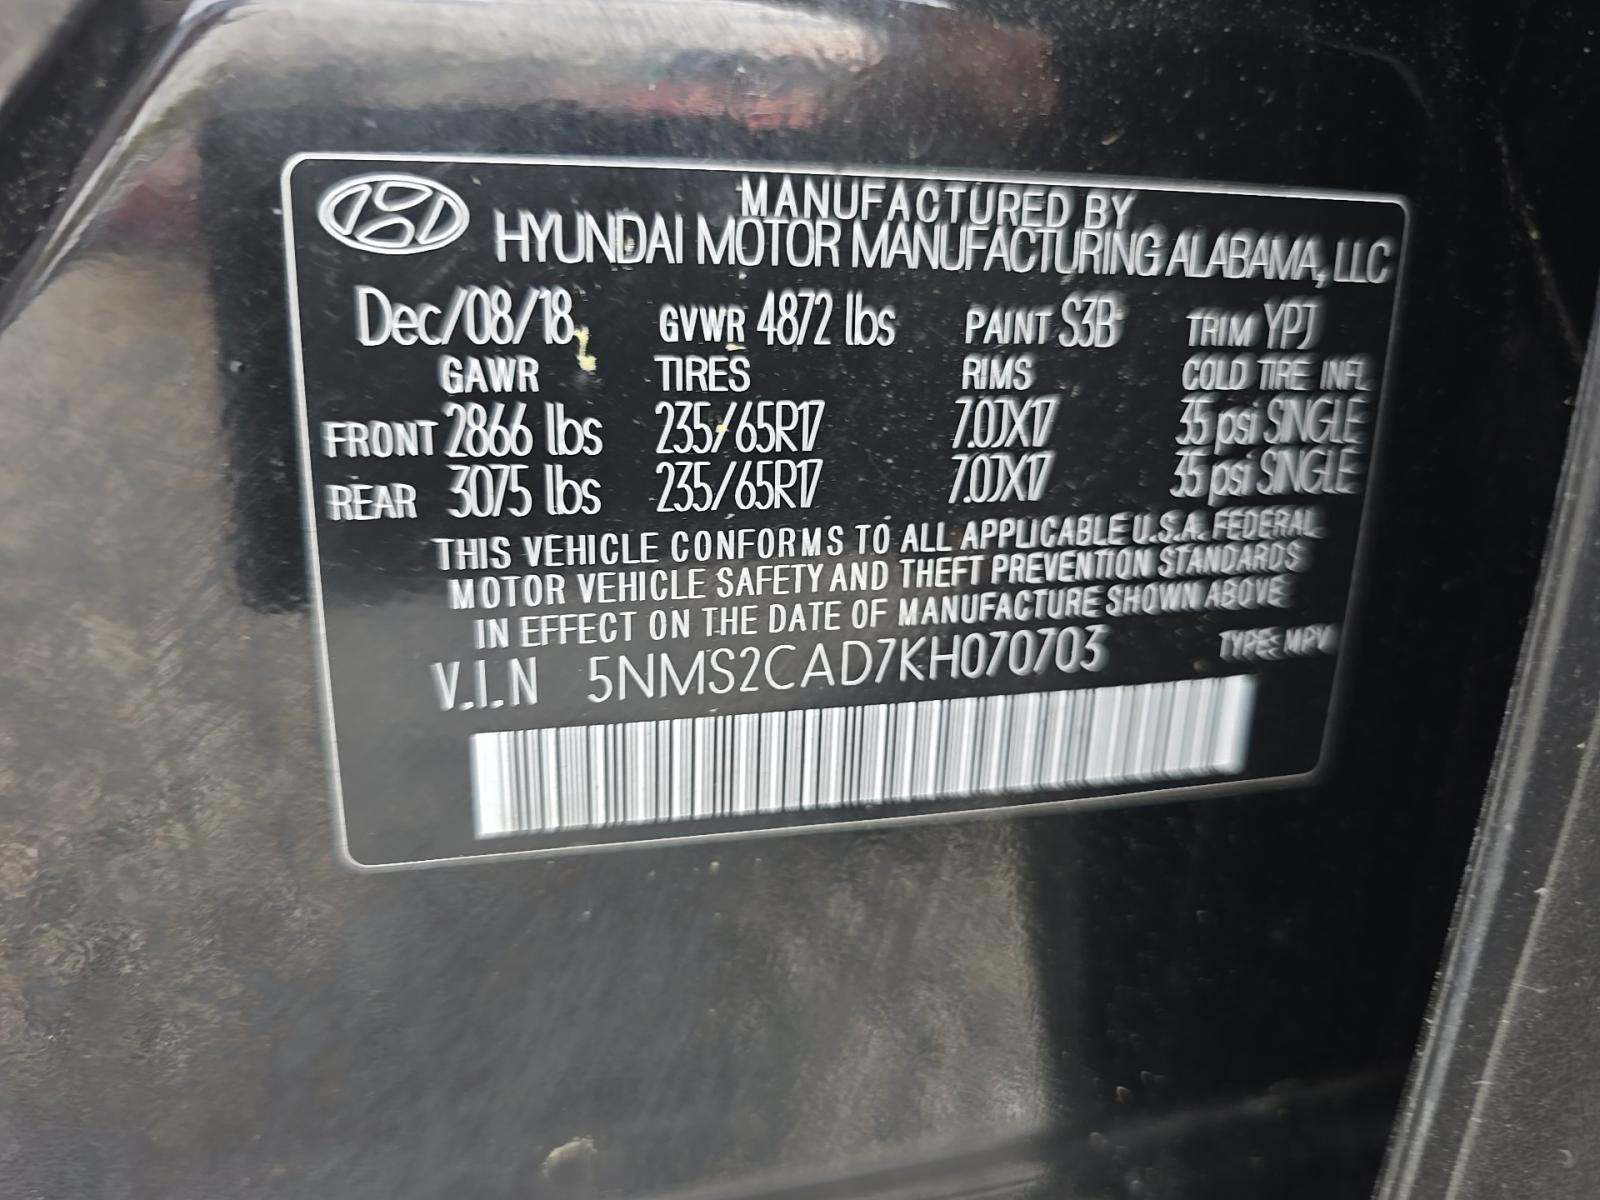 MANUFACTURED BY
HYUNDAI MOTOR MANUFACTURING ALABAMA, LLC
Dec/08/18 GVWR 4872 lbs PAINT S3B TRIM YPJ
GAWR TIRES RIMS COLD TIRE INFL
FRONT 2866 lbs 235/65R17 7.0JX17 35 psi SINGLE
REAR 3075 lbs 235/65R17 7.0JX17 35 psi SINGLE
THIS VEHICLE CONFORMS TO ALL APPLICABLE U.S.A. FEDERAL
MOTOR VEHICLE SAFETY AND THEFT PREVENTION STANDARDS
IN EFFECT ON THE DATE OF MANUFACTURE SHOWN ABOVE
V.I.N 5NMS2CAD7KH070703 TYPE: MPV